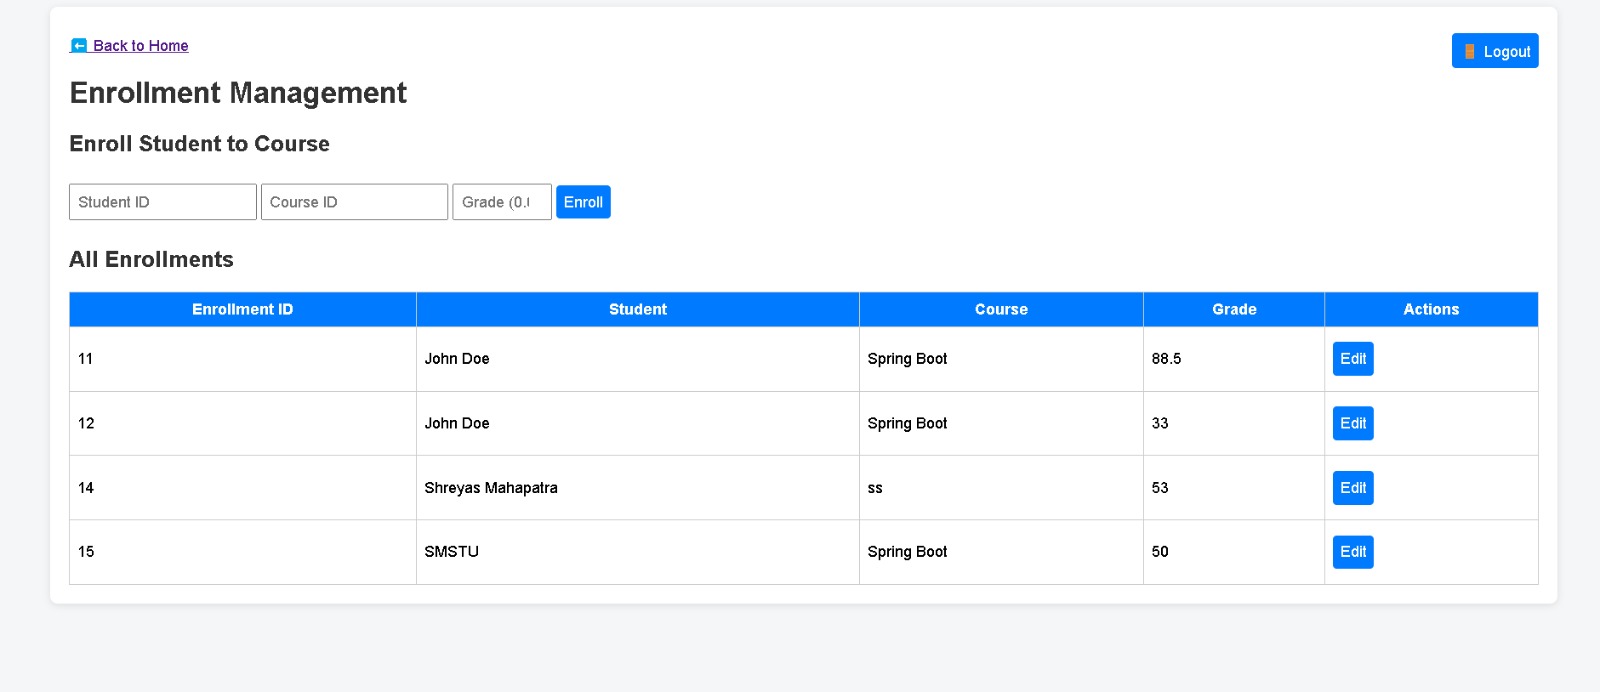 Back to Home
Logout
Enrollment Management
Enroll Student to Course
Student ID Course ID Grade (0. Enroll
All Enrollments
Enrollment ID Student Course Grade Actions
11 John Doe Spring Boot 88.5 Edit
12 John Doe Spring Boot 33 Edit
14 Shreyas Mahapatra ss 53 Edit
15 SMSTU Spring Boot 50 Edit